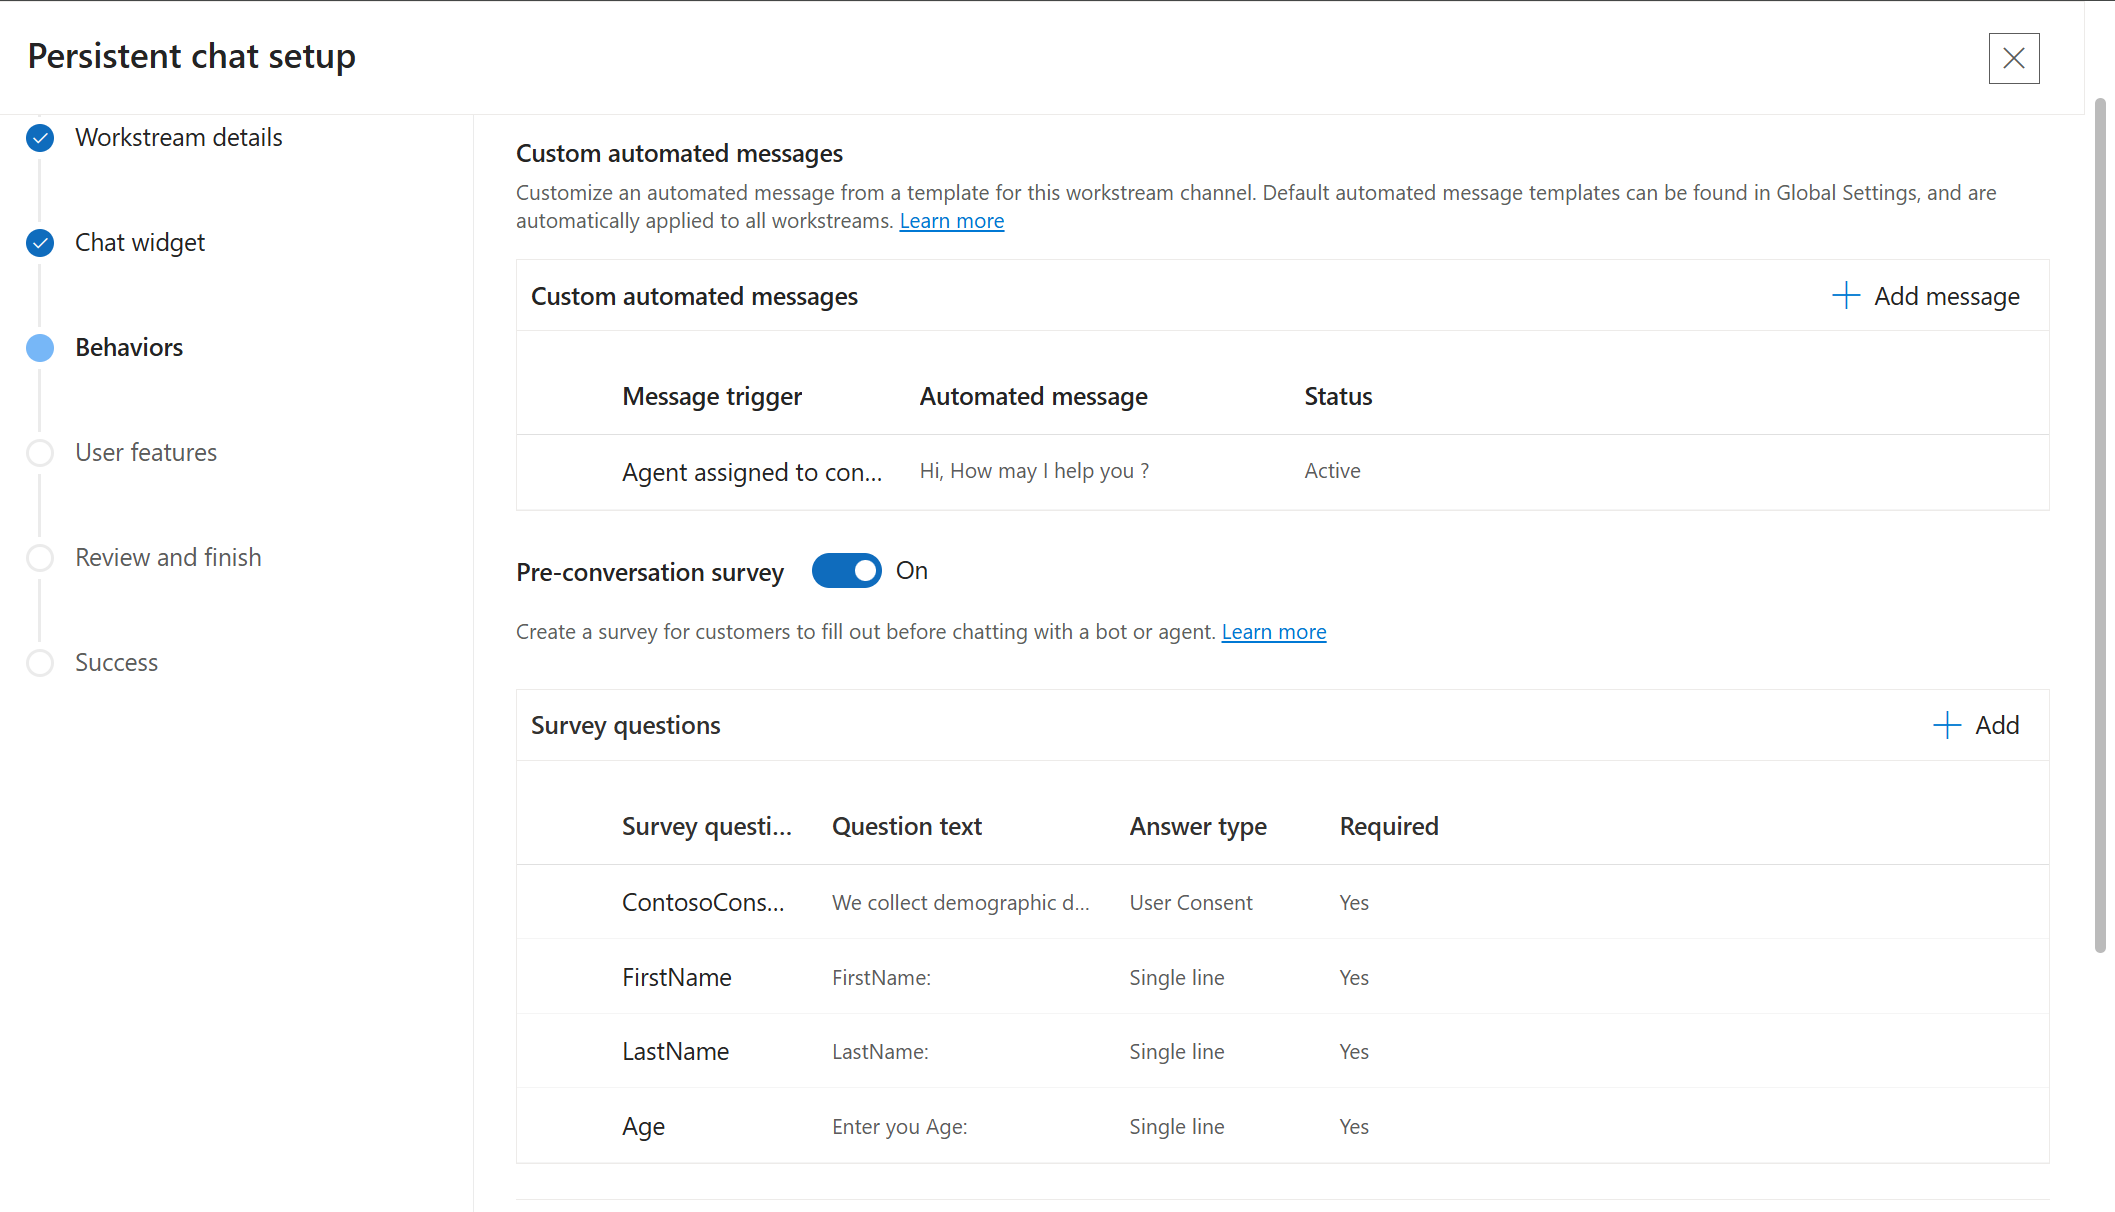 Persistent chat setup
Workstream details
Chat widget
Behaviors
User features
Review and finish
Success
Custom automated messages
Customize an automated message from a template for this workstream channel. Default automated message templates can be found in Global Settings, and are
automatically applied to all workstreams. Learn more
Custom automated messages
Add message
Message trigger Automated message Status
Agent assigned to con... Hi, How may I help you ? Active
Pre-conversation survey On
Create a survey for customers to fill out before chatting with a bot or agent. Learn more
Survey questions
Add
Survey questi... Question text Answer type Required
ContosoCons... We collect demographic d... User Consent Yes
FirstName FirstName: Single line Yes
LastName LastName: Single line Yes
Age Enter you Age: Single line Yes